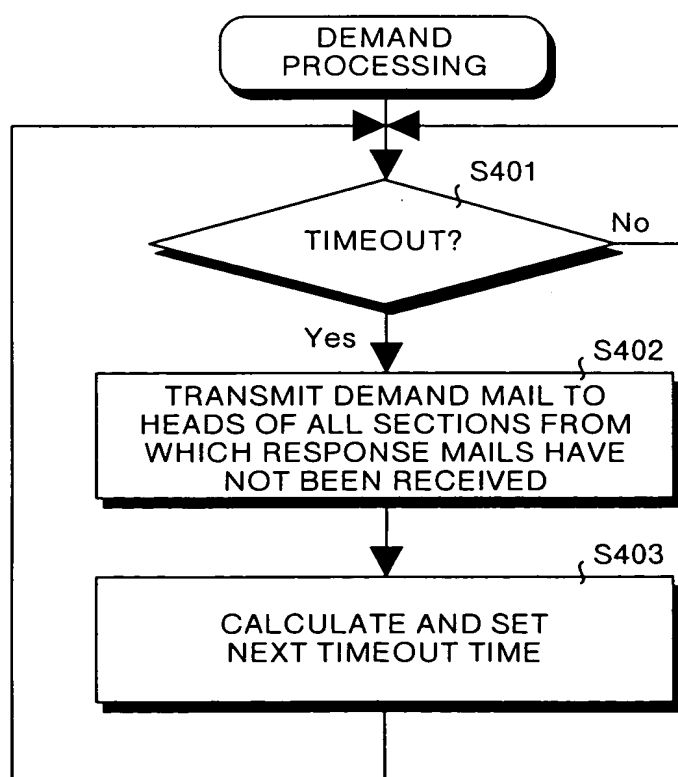 DEMAND
PROCESSING
S401
TIMEOUT?
No
Yes
S402
TRANSMIT DEMAND MAIL TO
HEADS OF ALL SECTIONS FROM
WHICH RESPONSE MAILS HAVE
NOT BEEN RECEIVED
S403
CALCULATE AND SET
NEXT TIMEOUT TIME